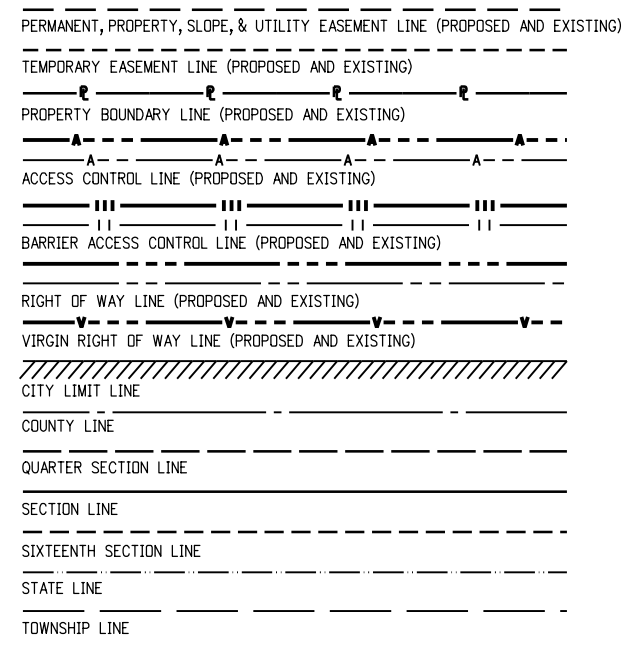 PERMANENT, PROPERTY, SLOPE, & UTILITY EASEMENT LINE (PROPOSED AND EXISTING)
TEMPORARY EASEMENT LINE (PROPOSED AND EXISTING)
℄ ℄ ℄ ℄
PROPERTY BOUNDARY LINE (PROPOSED AND EXISTING)
A A A A
A A A A
ACCESS CONTROL LINE (PROPOSED AND EXISTING)
BARRIER ACCESS CONTROL LINE (PROPOSED AND EXISTING)
RIGHT OF WAY LINE (PROPOSED AND EXISTING)
V V V V
VIRGIN RIGHT OF WAY LINE (PROPOSED AND EXISTING)
CITY LIMIT LINE
COUNTY LINE
QUARTER SECTION LINE
SECTION LINE
SIXTEENTH SECTION LINE
STATE LINE
TOWNSHIP LINE